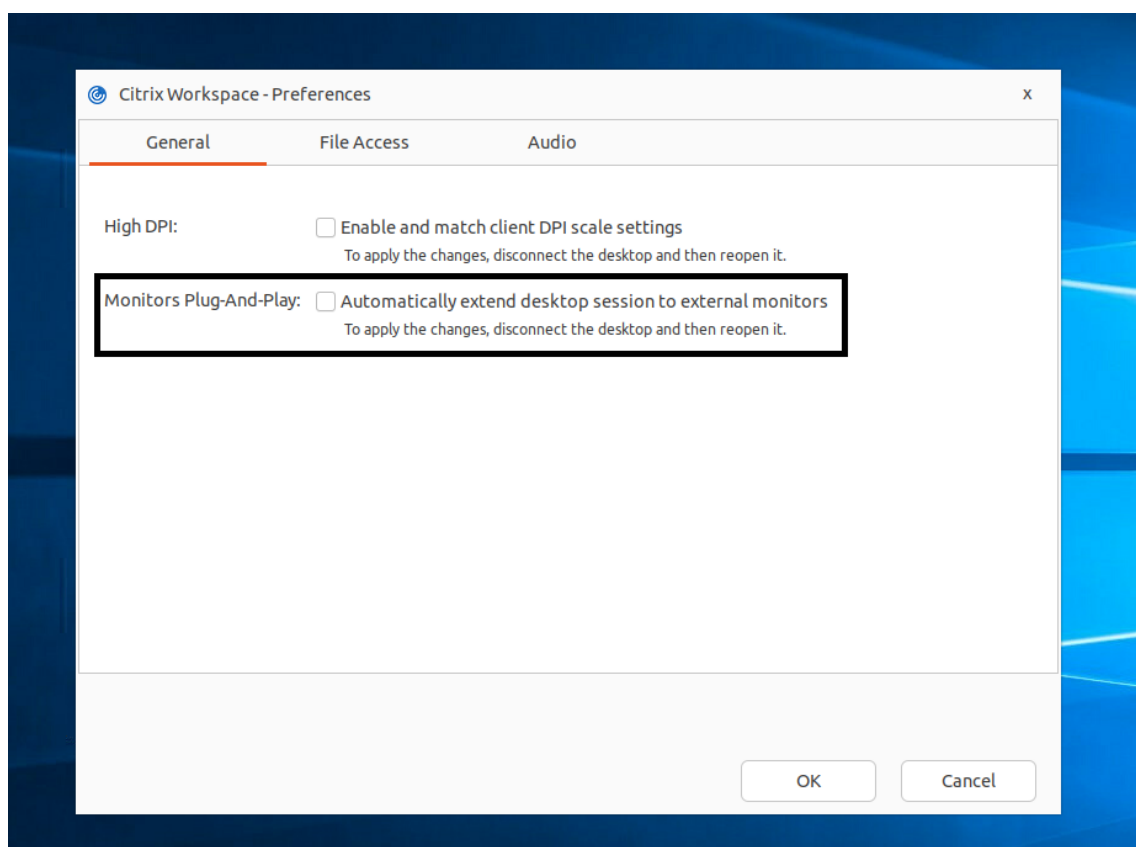 Citrix Workspace - Preferences x
General File Access Audio
High DPI: Enable and match client DPI scale settings
To apply the changes, disconnect the desktop and then reopen it.
Monitors Plug-And-Play: Automatically extend desktop session to external monitors
To apply the changes, disconnect the desktop and then reopen it.
OK Cancel